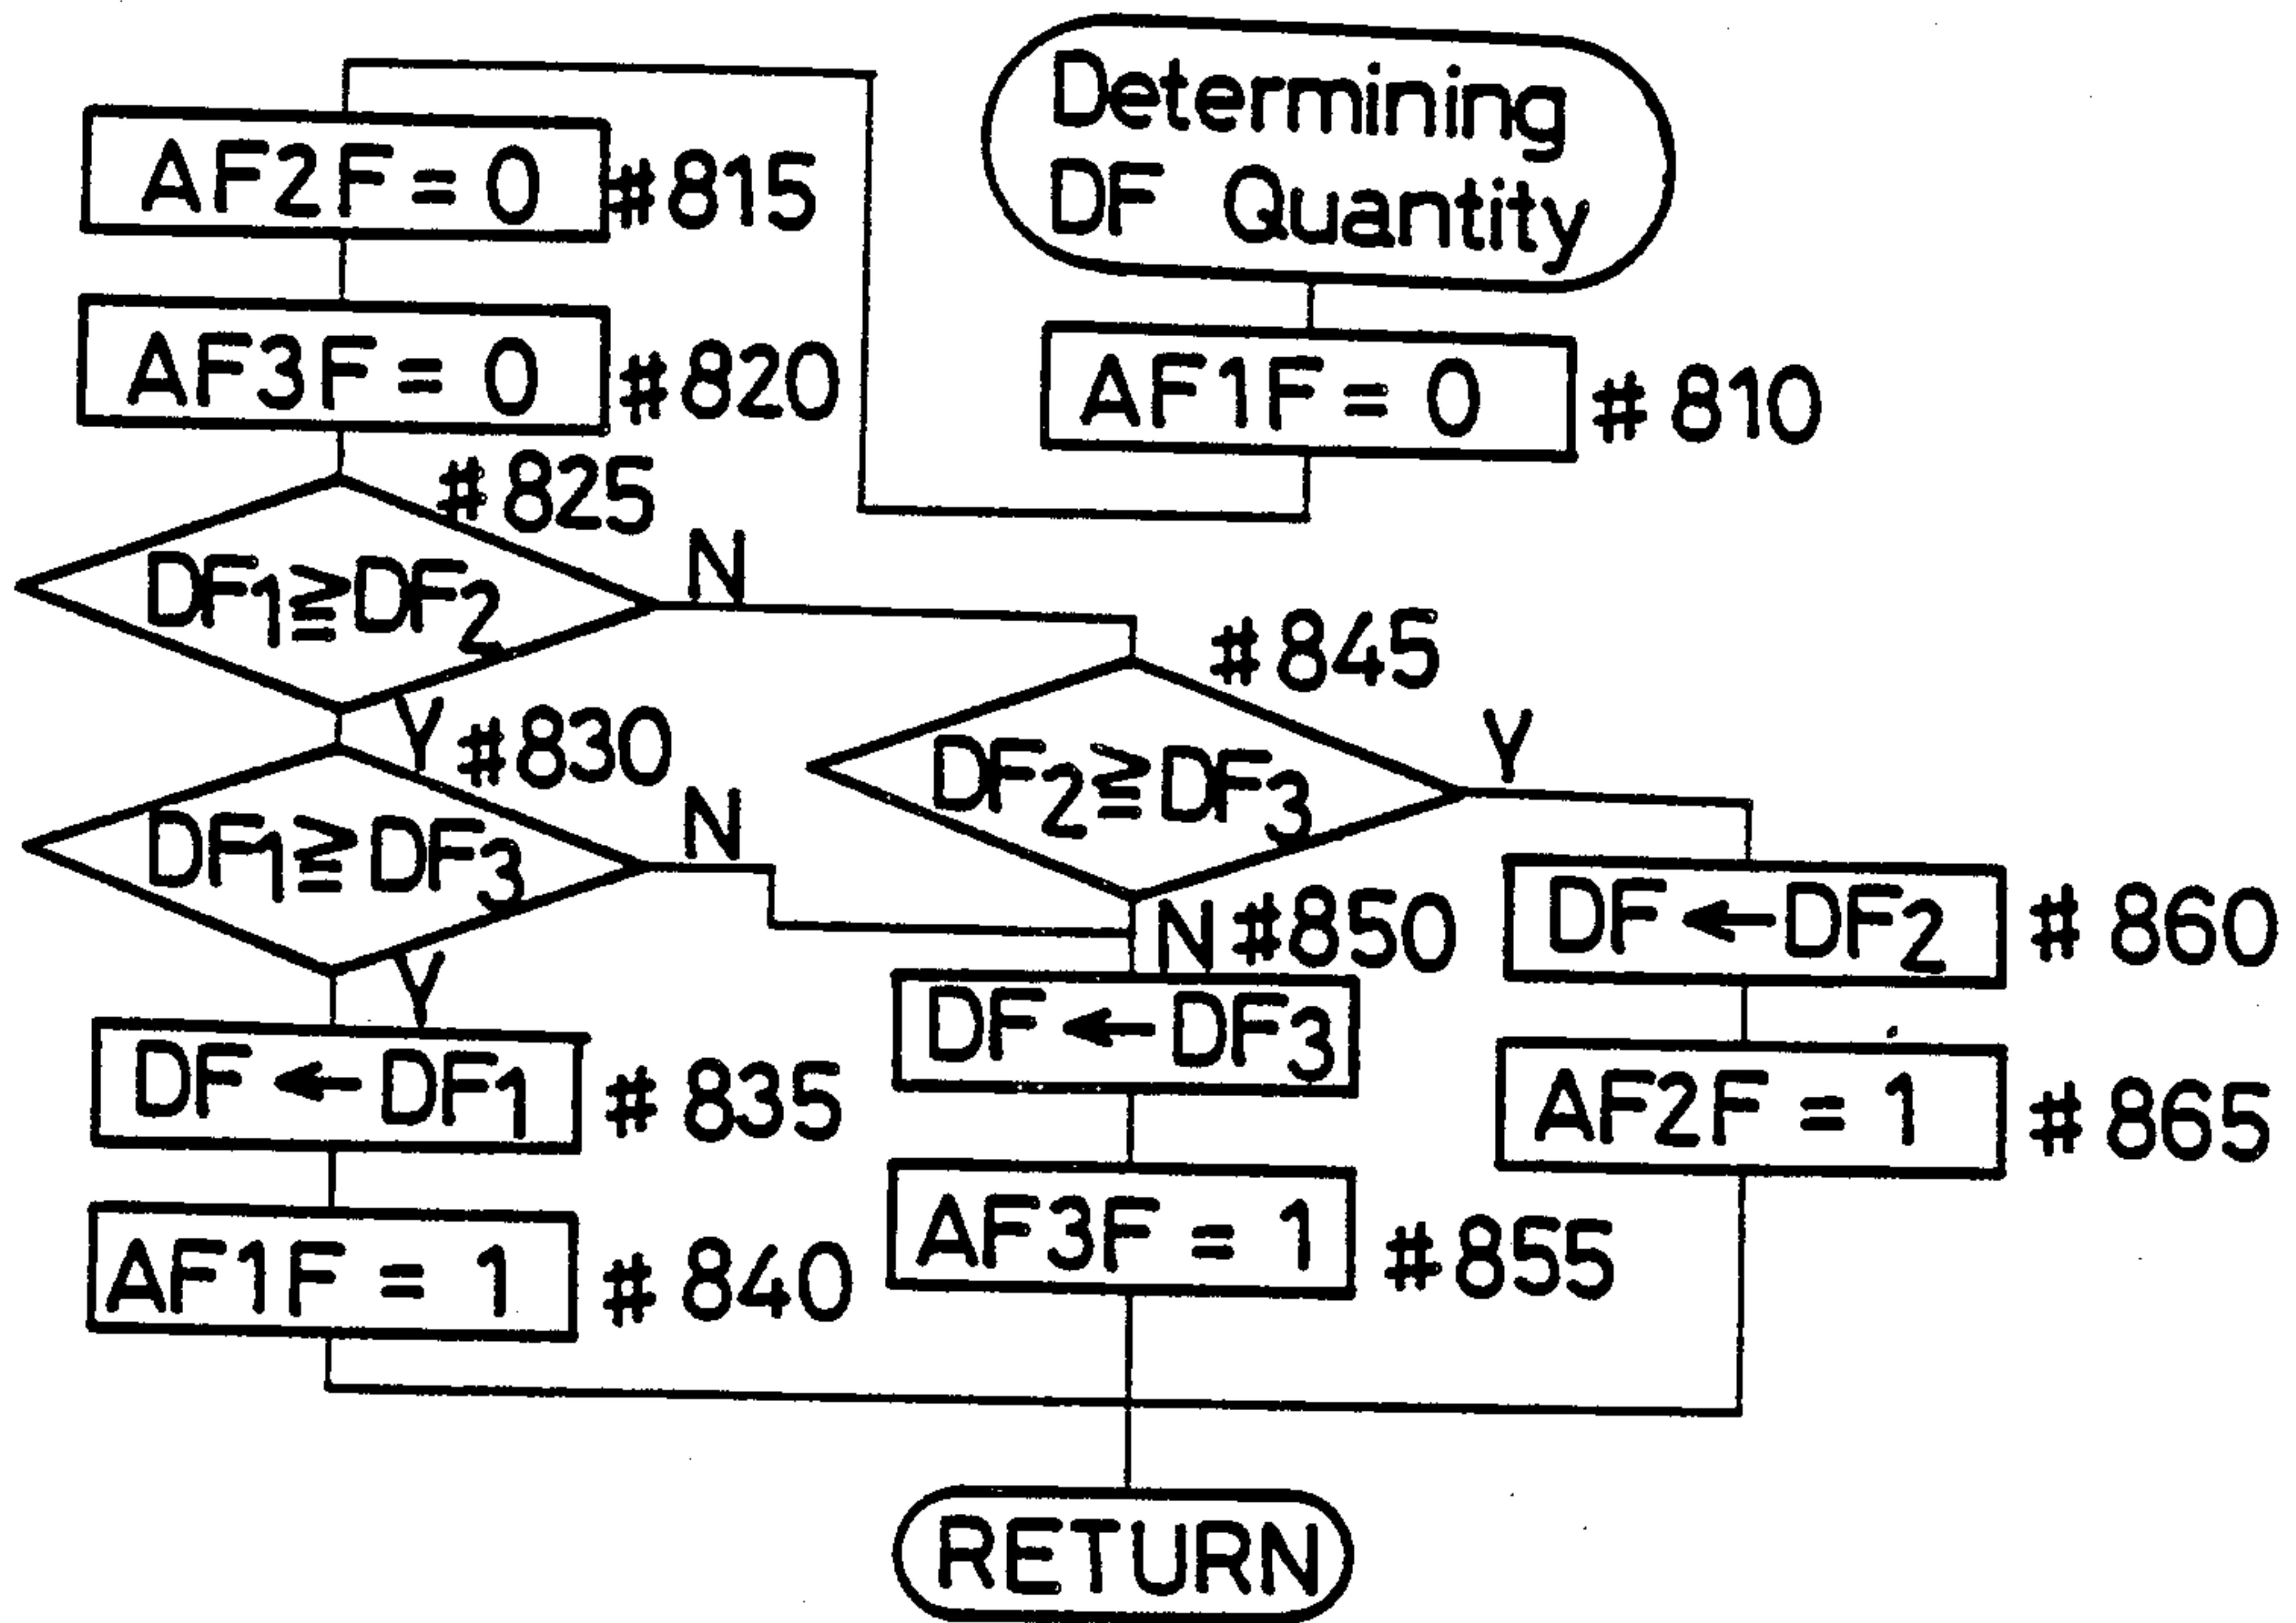 Determining
DF Quantity
AF1F = 0 #810
AF2F = 0 #815
AF3F = 0 #820
#825
DF1≧DF2
N
Y
#830
DF1≧DF3
N
Y
DF ← DF1 #835
AF1F = 1 #840
#845
DF2≧DF3
Y
N #850
DF ← DF3
AF3F = 1 #855
DF ← DF2 #860
AF2F = 1 #865
RETURN